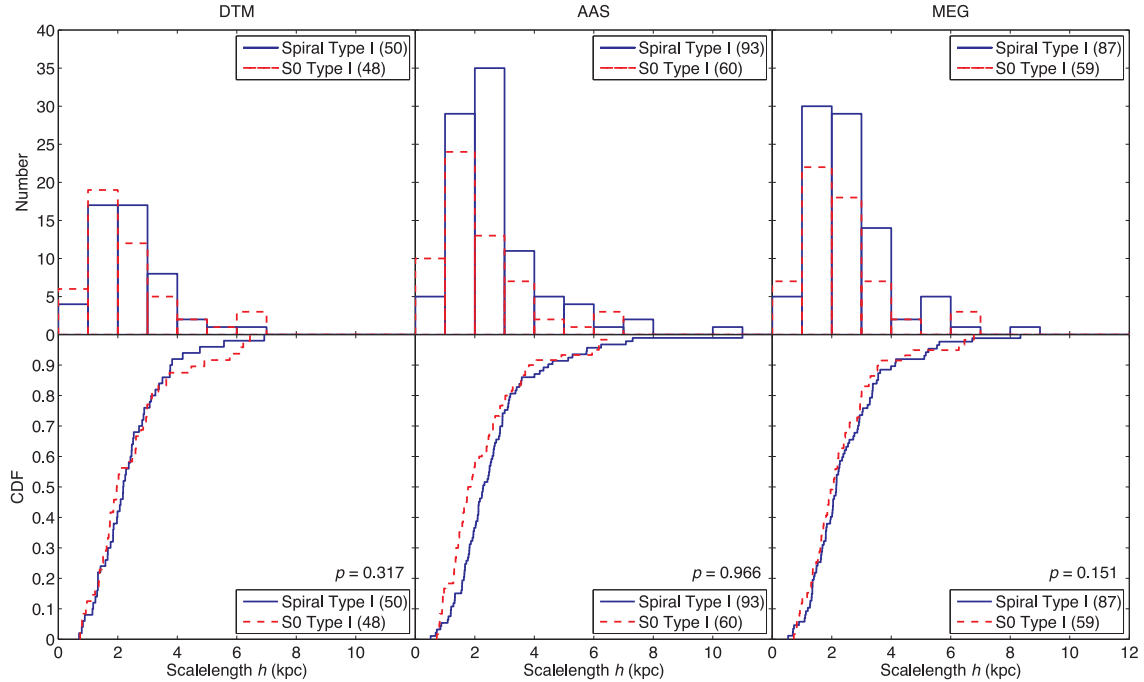 DTM AAS MEG
40
35
30
25
20
15
10
5
0
Number
Spiral Type I (50)
S0 Type I (48)
Spiral Type I (93)
S0 Type I (60)
Spiral Type I (87)
S0 Type I (59)
0.9
0.8
0.7
0.6
0.5
0.4
0.3
0.2
0.1
0
CDF
p = 0.317
Spiral Type I (50)
S0 Type I (48)
p = 0.966
Spiral Type I (93)
S0 Type I (60)
p = 0.151
Spiral Type I (87)
S0 Type I (59)
0 2 4 6 8 10 0 2 4 6 8 10 0 2 4 6 8 10 12
Scalelength h (kpc) Scalelength h (kpc) Scalelength h (kpc)